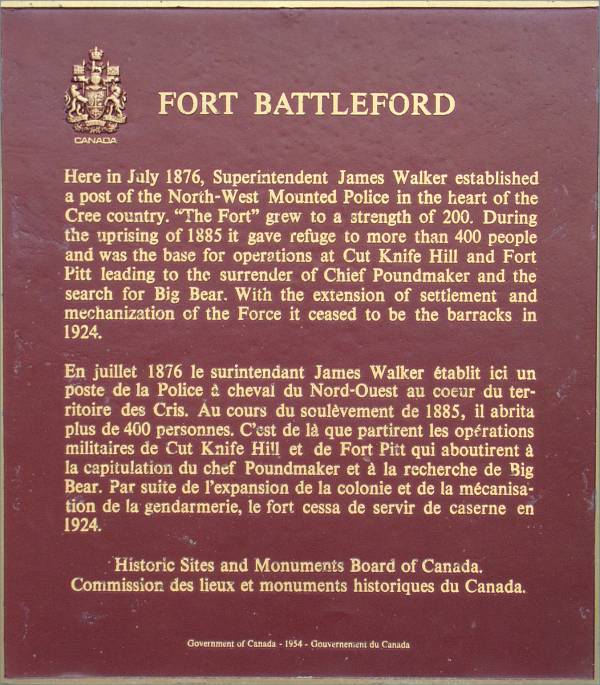 CANADA
FORT BATTLEFORD
Here in July 1876, Superintendent James Walker established
a post of the North-West Mounted Police in the heart of the
Cree country. “The Fort” grew to a strength of 200. During
the uprising of 1885 it gave refuge to more than 400 people
and was the base for operations at Cut Knife Hill and Fort
Pitt leading to the surrender of Chief Poundmaker and the
search for Big Bear. With the extension of settlement and
mechanization of the Force it ceased to be the barracks in
1924.
En juillet 1876 le surintendant James Walker établit ici un
poste de la Police à cheval du Nord-Ouest au coeur du ter-
ritoire des Cris. Au cours du soulèvement de 1885, il abrita
plus de 400 personnes. C'est de là que partirent les opérations
militaires de Cut Knife Hill et de Fort Pitt qui aboutirent à
la capitulation du chef Poundmaker et à la recherche de Big
Bear. Par suite de l'expansion de la colonie et de la mécanisa-
tion de la gendarmerie, le fort cessa de servir de caserne en
1924.
Historic Sites and Monuments Board of Canada.
Commission des lieux et monuments historiques du Canada.
Government of Canada - 1954 - Gouvernement du Canada